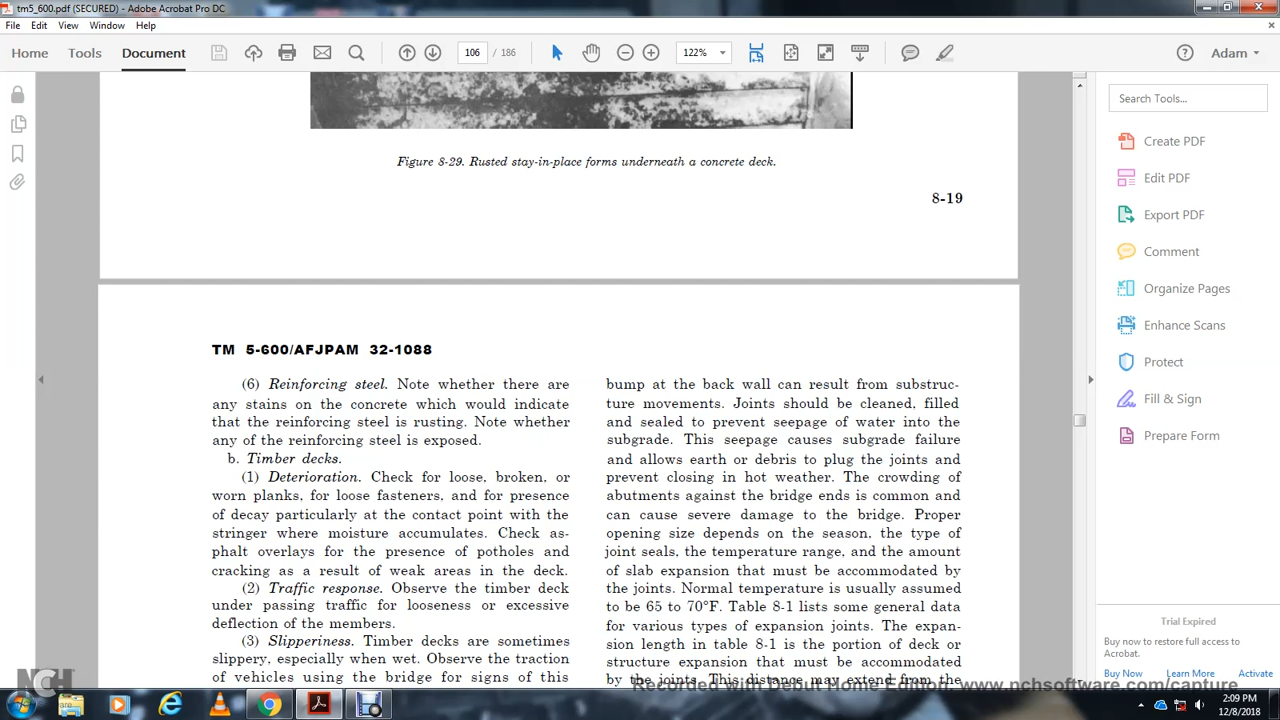 tm5_600.pdf (SECURED) - Adobe Acrobat Pro DC
File Edit View Window Help
Home Tools Document 106 / 186 122% Adam
Figure 8-29. Rusted stay-in-place forms underneath a concrete deck.
8-19
TM 5-600/AFJPAM 32-1088
(6) Reinforcing steel. Note whether there are
any stains on the concrete which would indicate
that the reinforcing steel is rusting. Note whether
any of the reinforcing steel is exposed.
b. Timber decks.
(1) Deterioration. Check for loose, broken, or
worn planks, for loose fasteners, and for presence
of decay particularly at the contact point with the
stringer where moisture accumulates. Check as-
phalt overlays for the presence of potholes and
cracking as a result of weak areas in the deck.
(2) Traffic response. Observe the timber deck
under passing traffic for looseness or excessive
deflection of the members.
(3) Slipperiness. Timber decks are sometimes
slippery, especially when wet. Observe the traction
of vehicles using the bridge for signs of this
bump at the back wall can result from substruc-
ture movements. Joints should be cleaned, filled
and sealed to prevent seepage of water into the
subgrade. This seepage causes subgrade failure
and allows earth or debris to plug the joints and
prevent closing in hot weather. The crowding of
abutments against the bridge ends is common and
can cause severe damage to the bridge. Proper
opening size depends on the season, the type of
joint seals, the temperature range, and the amount
of slab expansion that must be accommodated by
the joints. Normal temperature is usually assumed
to be 65 to 70°F. Table 8-1 lists some general data
for various types of expansion joints. The expan-
sion length in table 8-1 is the portion of deck or
structure expansion that must be accommodated
by the joints. This distance may extend from the
Search Tools...
Create PDF
Edit PDF
Export PDF
Comment
Organize Pages
Enhance Scans
Protect
Fill & Sign
Prepare Form
Trial Expired
Buy now to restore full access to
Acrobat.
Buy Now Learn More Activate
NCH
Recorded with Debut Home Edition www.nchsoftware.com/capture
2:09 PM
12/8/2018